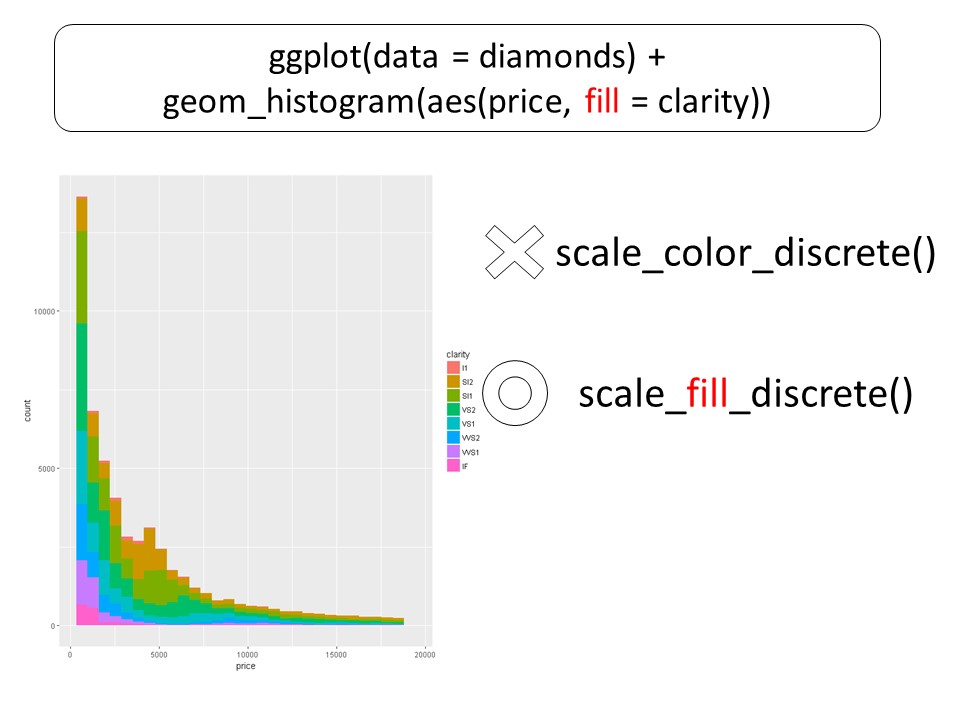 ggplot(data = diamonds) +
geom_histogram(aes(price, fill = clarity))
scale_color_discrete()
scale_fill_discrete()
10000
5000
0
count
0 5000 10000 15000 20000
price
clarity
I1
SI2
SI1
VS2
VS1
VVS2
VVS1
IF